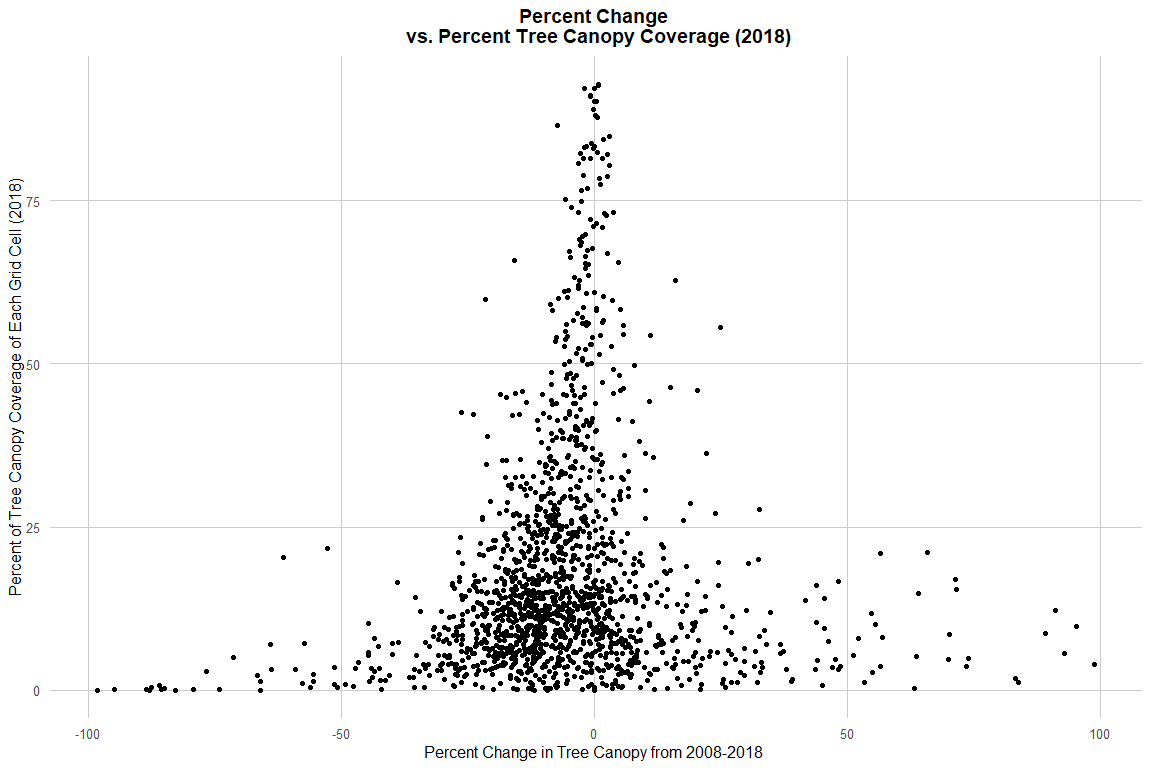 Percent Change
vs. Percent Tree Canopy Coverage (2018)
Percent of Tree Canopy Coverage of Each Grid Cell (2018)
75
50
25
0
-100
-50
0
50
100
Percent Change in Tree Canopy from 2008-2018